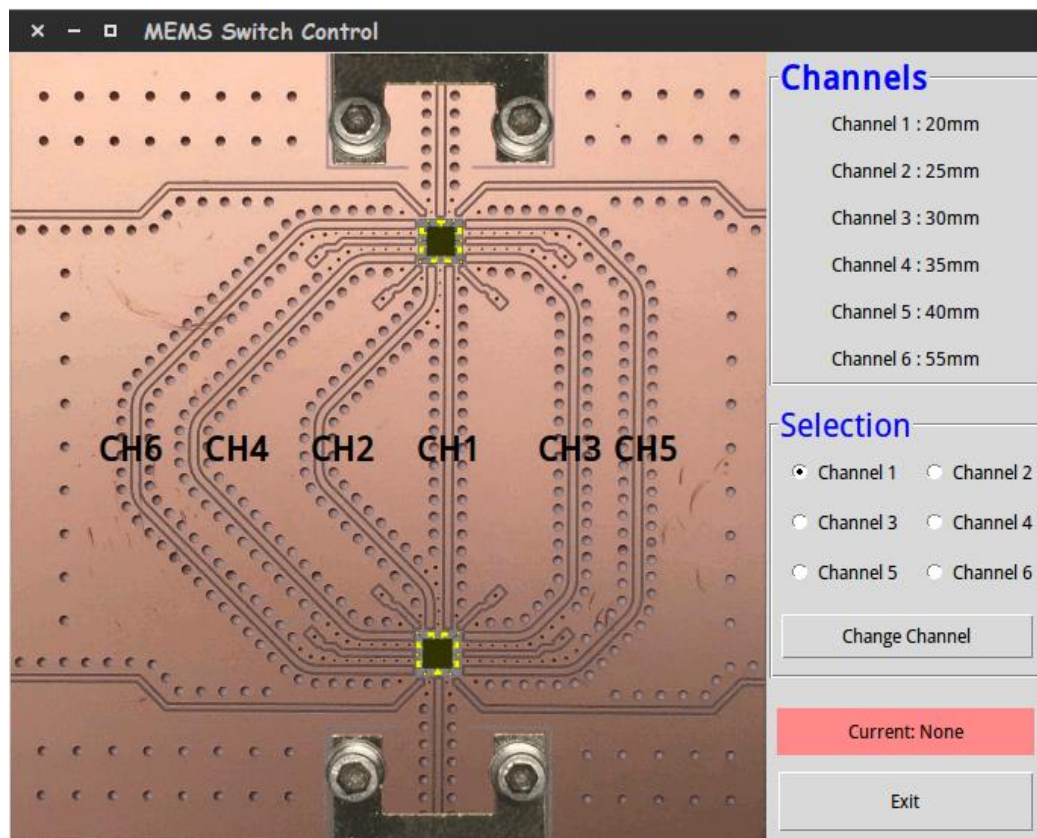 MEMS Switch Control
Channels
Channel 1 : 20mm
Channel 2 : 25mm
Channel 3 : 30mm
Channel 4 : 35mm
Channel 5 : 40mm
Channel 6 : 55mm
CH6 CH4 CH2 CH1 CH3 CH5
Selection
Channel 1 Channel 2
Channel 3 Channel 4
Channel 5 Channel 6
Change Channel
Current: None
Exit